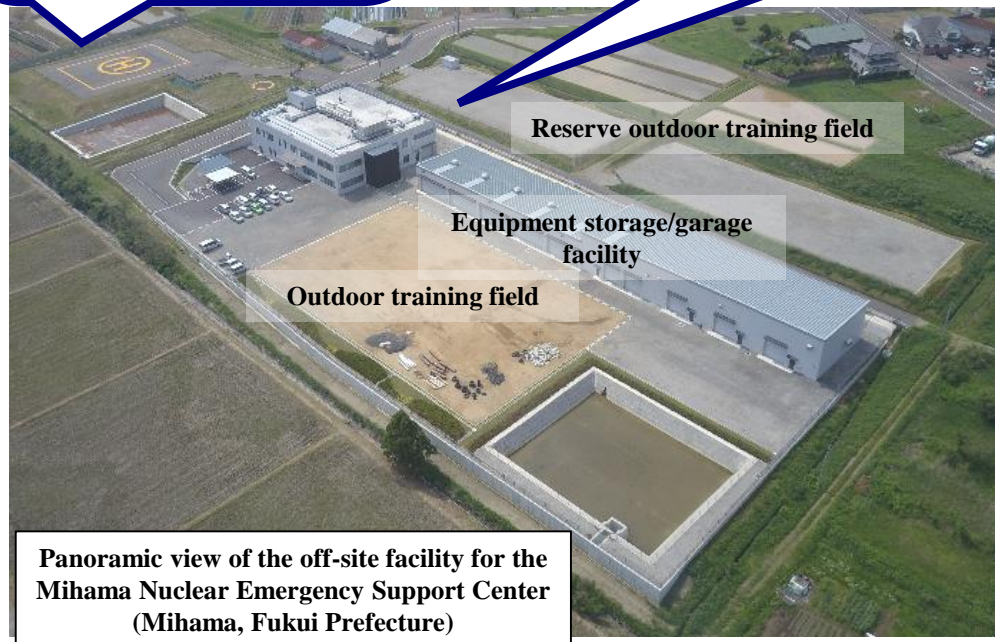 H
Reserve outdoor training field
Equipment storage/garage
facility
Outdoor training field
Panoramic view of the off-site facility for the
Mihama Nuclear Emergency Support Center
(Mihama, Fukui Prefecture)